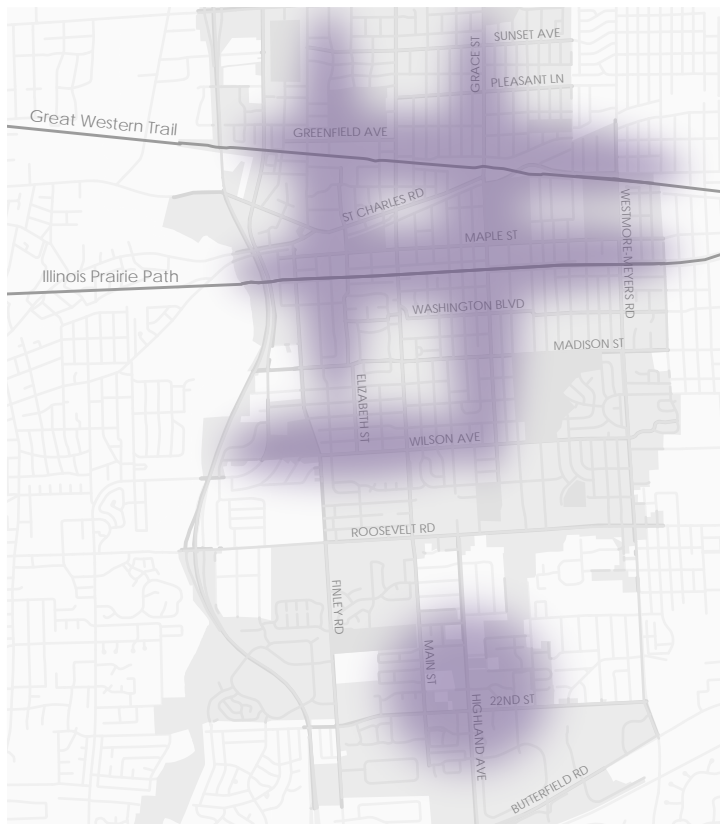 SUNSET AVE
GRACE ST
PLEASANT LN
Great Western Trail
GREENFIELD AVE
ST CHARLES RD
WESTMORE-MEYERS RD
MAPLE ST
Illinois Prairie Path
WASHINGTON BLVD
MADISON ST
ELIZABETH ST
WILSON AVE
ROOSEVELT RD
FINLEY RD
MAIN ST
22ND ST
HIGHLAND AVE
BUTTERFIELD RD